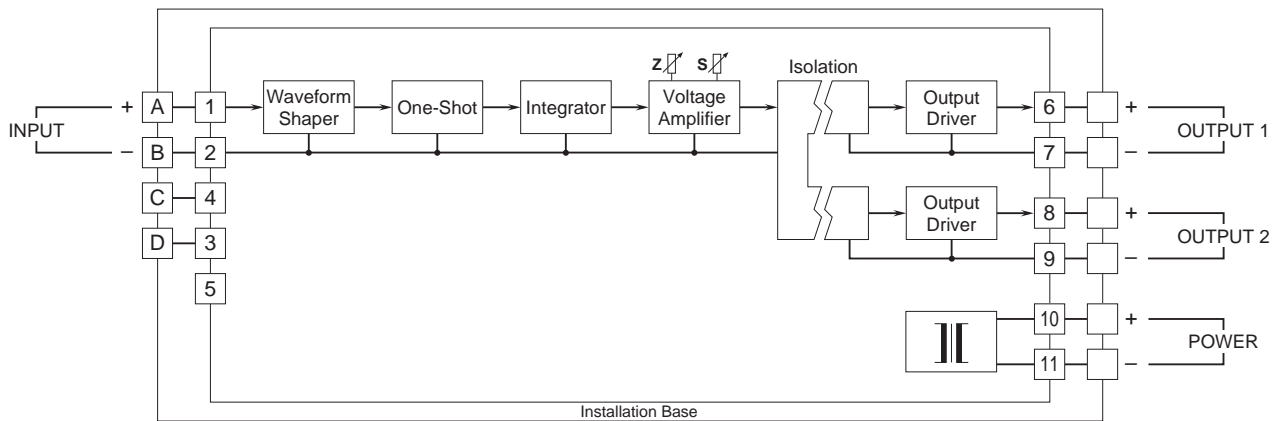 Z S
Isolation
+ A 1 Waveform Shaper One-Shot Integrator Voltage Amplifier Output Driver 6 +
INPUT
OUTPUT 1
− B 2 7 −
C 4
Output Driver 8 +
OUTPUT 2
D 3
9 −
5
10 +
POWER
11 −
Installation Base